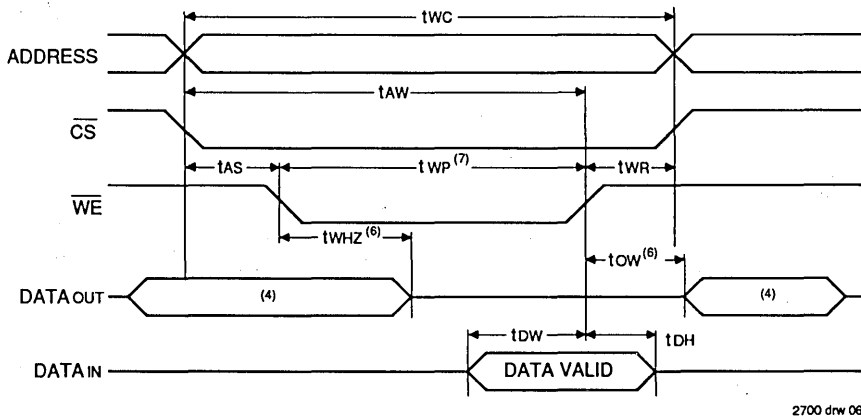 tWC
ADDRESS
tAW
CS
tAS
tWP (7)
tWR
WE
tWHZ (6)
tOW (6)
DATA OUT
(4)
(4)
tDW
tDH
DATA IN
DATA VALID
2700 drw 08